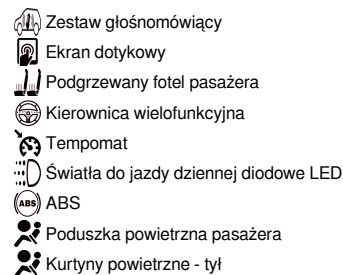 Zestaw głośnomówiący
Ekran dotykowy
Podgrzewany fotel pasażera
Kierownica wielofunkcyjna
Tempomat
Światła do jazdy dziennej diodowe LED
(ABS) ABS
Poduszka powietrzna pasażera
Kurtyny powietrzne - tył